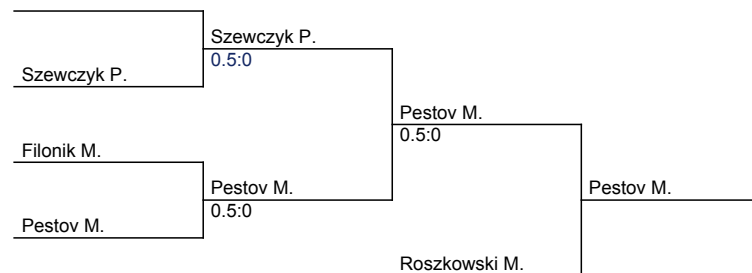 Szewczyk P.
0.5:0
Szewczyk P.
Pestov M.
0.5:0
Filonik M.
Pestov M.
0.5:0
Pestov M.
Pestov M.
Roszkowski M.